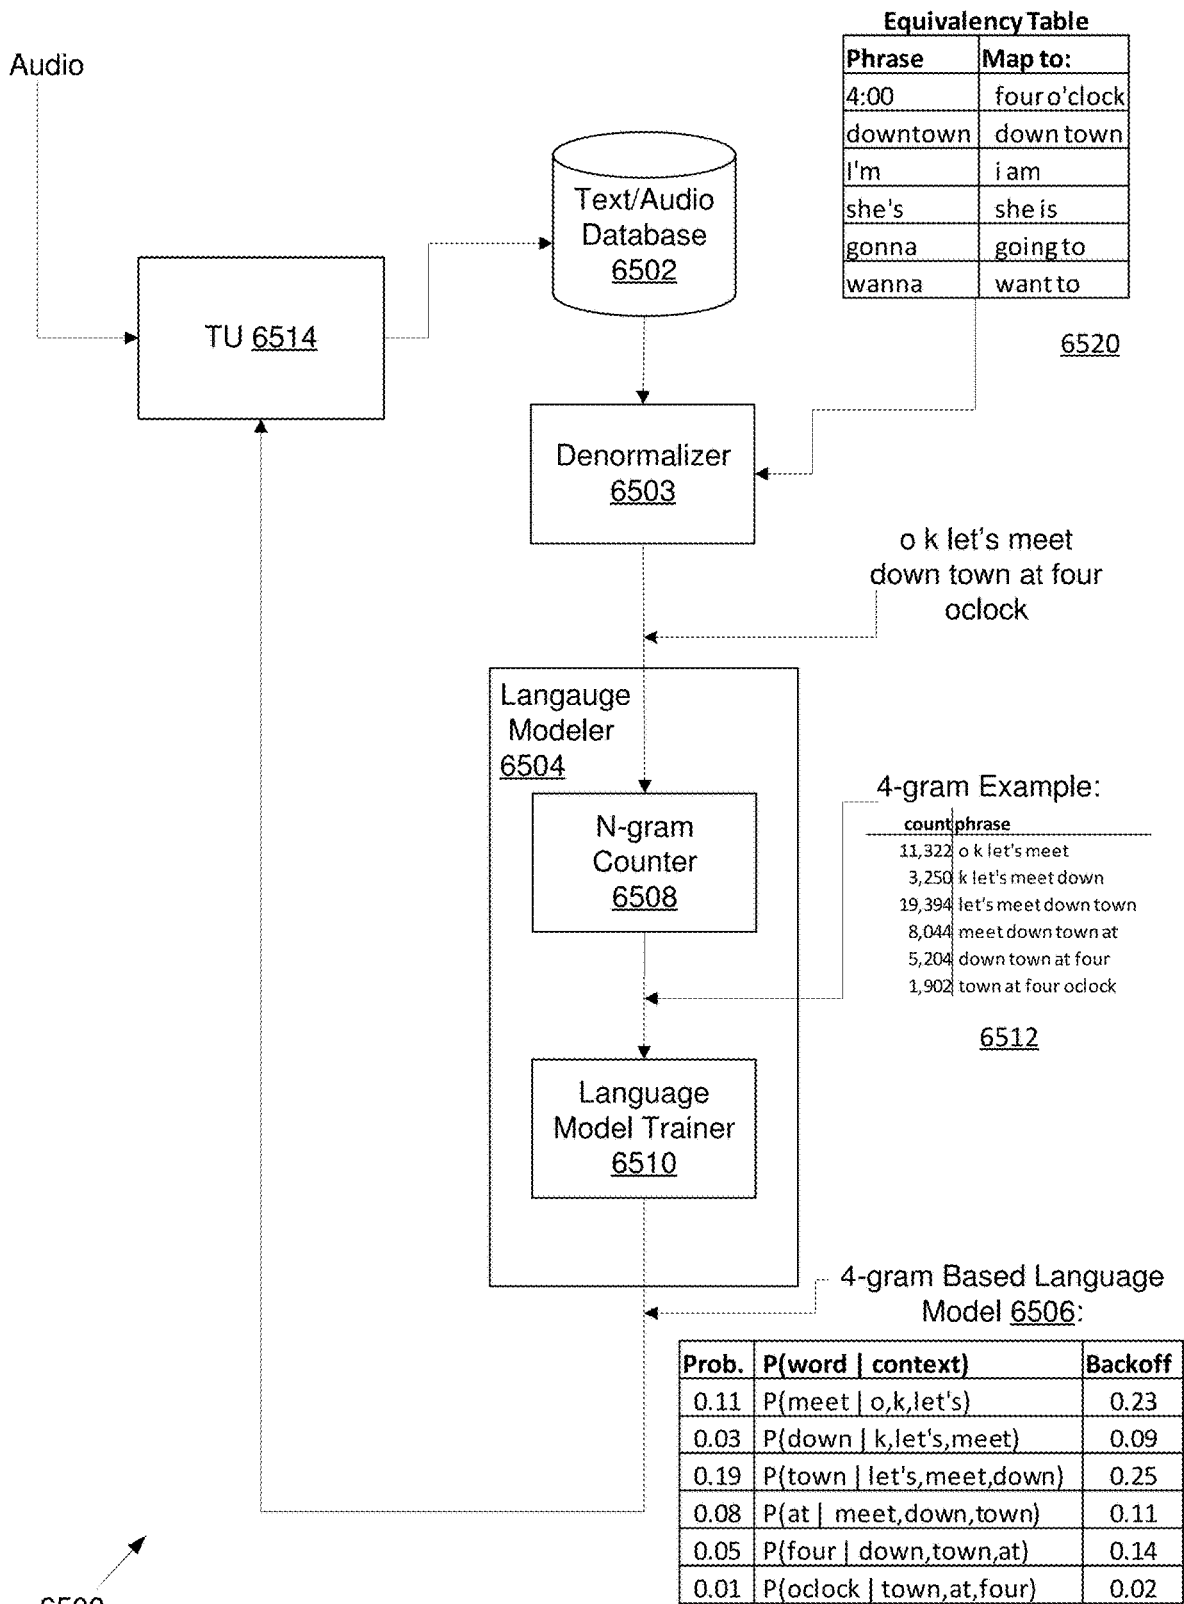 Equivalency Table
Phrase Map to:
4:00 four o'clock
downtown down town
I'm i am
she's she is
gonna going to
wanna want to
6520
Audio
Text/Audio
Database
6502
TU 6514
Denormalizer
6503
o k let's meet
down town at four
oclock
Langauge
Modeler
6504
N-gram
Counter
6508
4-gram Example:
count phrase
11,322 o k let's meet
3,250 k let's meet down
19,394 let's meet down town
8,044 meet down town at
5,204 down town at four
1,902 town at four oclock
6512
Language
Model Trainer
6510
4-gram Based Language
Model 6506:
Prob. P(word | context) Backoff
0.11 P(meet | o,k,let's) 0.23
0.03 P(down | k,let's,meet) 0.09
0.19 P(town | let's,meet,down) 0.25
0.08 P(at | meet,down,town) 0.11
0.05 P(four | down,town,at) 0.14
0.01 P(oclock | town,at,four) 0.02